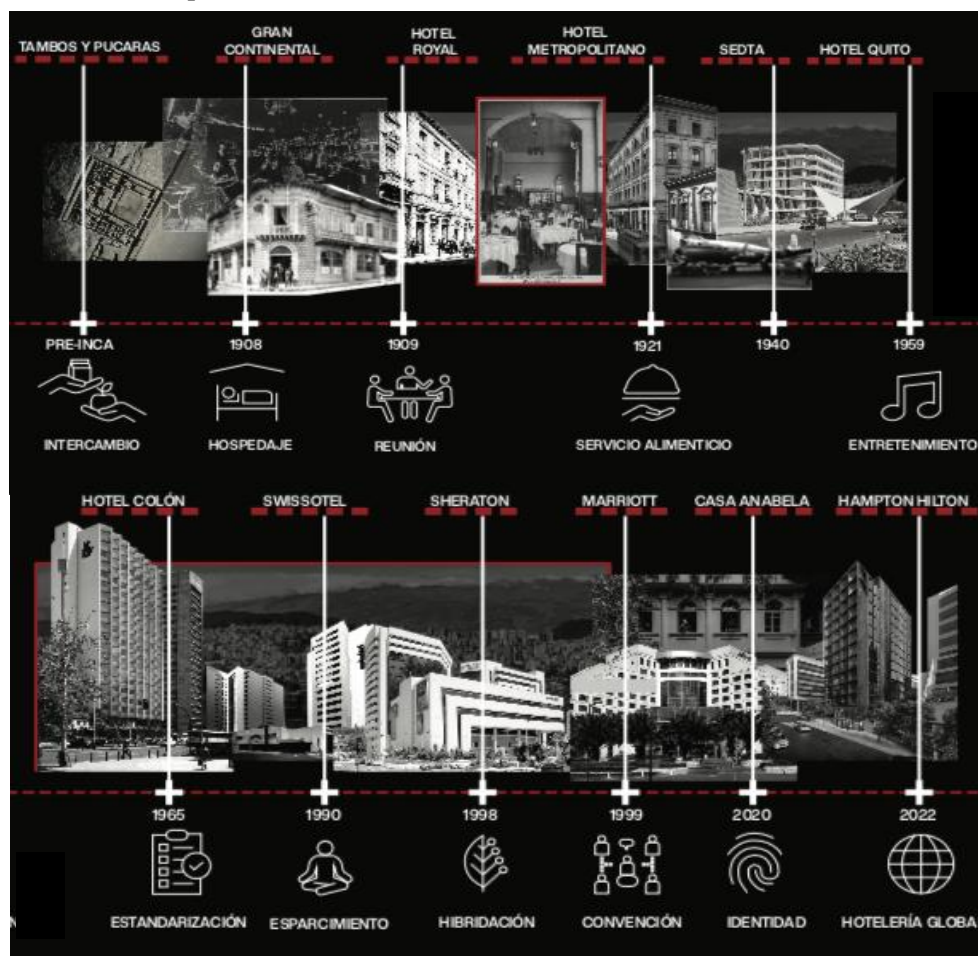 TAMBOS Y PUCARAS
GRAN
CONTINENTAL
HOTEL
ROYAL
HOTEL
METROPOLITANO
SEDTA
HOTEL QUITO
PRE-INCA
1908
1909
1921
1940
1959
INTERCAMBIO
HOSPEDAJE
REUNIÓN
SERVICIO ALIMENTICIO
ENTRETENIMIENTO
HOTEL COLÓN
SWISSOTEL
SHERATON
MARRIOTT
CASA ANABELA
HAMPTON HILTON
1965
1990
1998
1999
2020
2022
ESTANDARIZACIÓN
ESPARCIMIENTO
HIBRIDACIÓN
CONVENCIÓN
IDENTIDAD
HOTELERÍA GLOBA